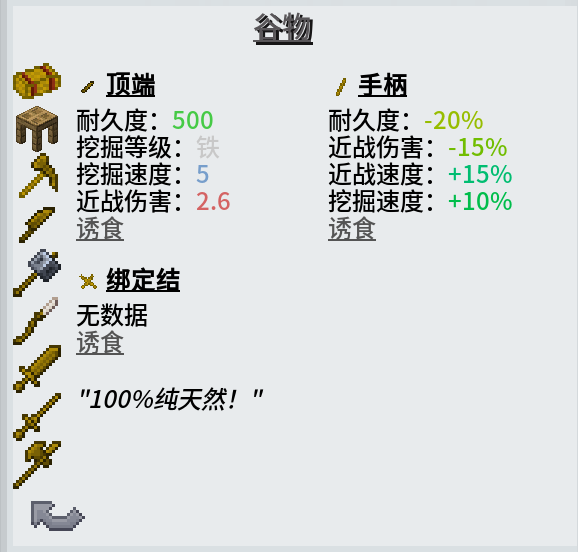 谷物
顶端
耐久度：500
挖掘等级：铁
挖掘速度：5
近战伤害：2.6
诱食
手柄
耐久度：-20%
近战伤害：-15%
近战速度：+15%
挖掘速度：+10%
诱食
绑定结
无数据
诱食
"100%纯天然！"